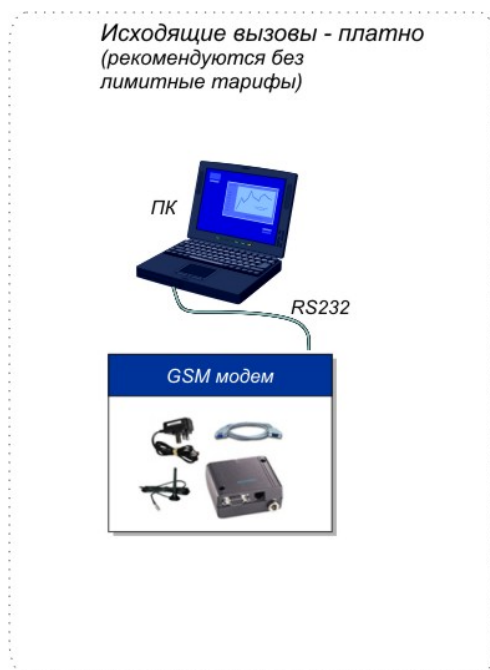 Исходящие вызовы - платно
(рекомендуются без
лимитные тарифы)
ПК
RS232
GSM модем